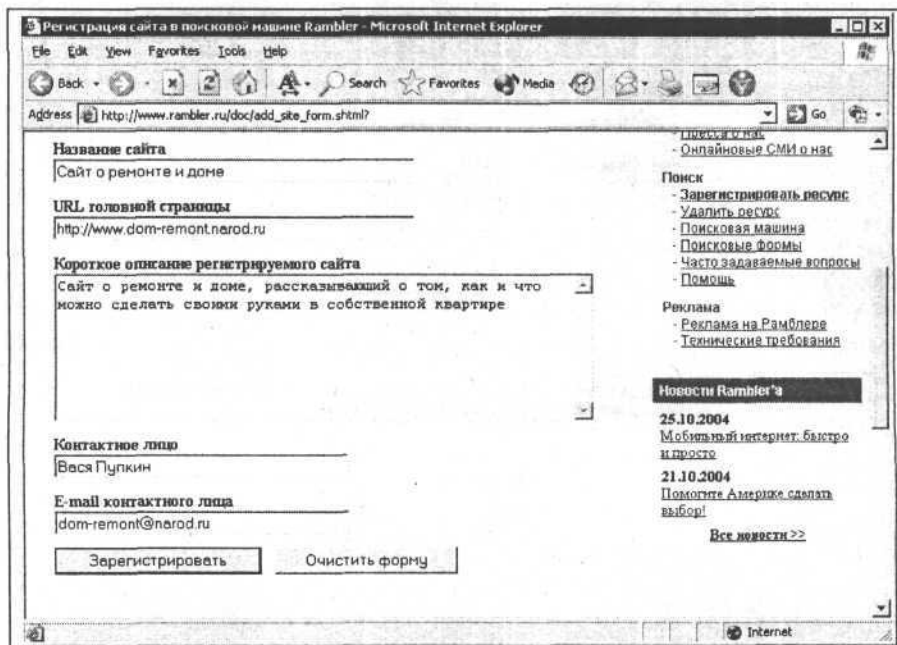 Регистрация сайта в поисковой машине Rambler - Microsoft Internet Explorer
File Edit View Favorites Tools Help
Back Search Favorites Media
Address http://www.rambler.ru/doc/add_site_form.shtml? Go
Название сайта
Сайт о ремонте и доме
URL головной страницы
http://www.dom-remont.narod.ru
Короткое описание регистрируемого сайта
Сайт о ремонте и доме, рассказывающий о том, как и что
можно сделать своими руками в собственной квартире
Контактное лицо
Вася Пупкин
E-mail контактного лица
dom-remont@narod.ru
Зарегистрировать Очистить форму
- Пресса о нас
- Онлайновые СМИ о нас
Поиск
- Зарегистрировать ресурс
- Удалить ресурс
- Поисковая машина
- Поисковые формы
- Часто задаваемые вопросы
- Помощь
Реклама
- Реклама на Рамблере
- Технические требования
Новости Rambler'а
25.10.2004
Мобильный интернет: быстро
и просто
21.10.2004
Помогите Америке сделать
выбор!
Все новости >>
Internet